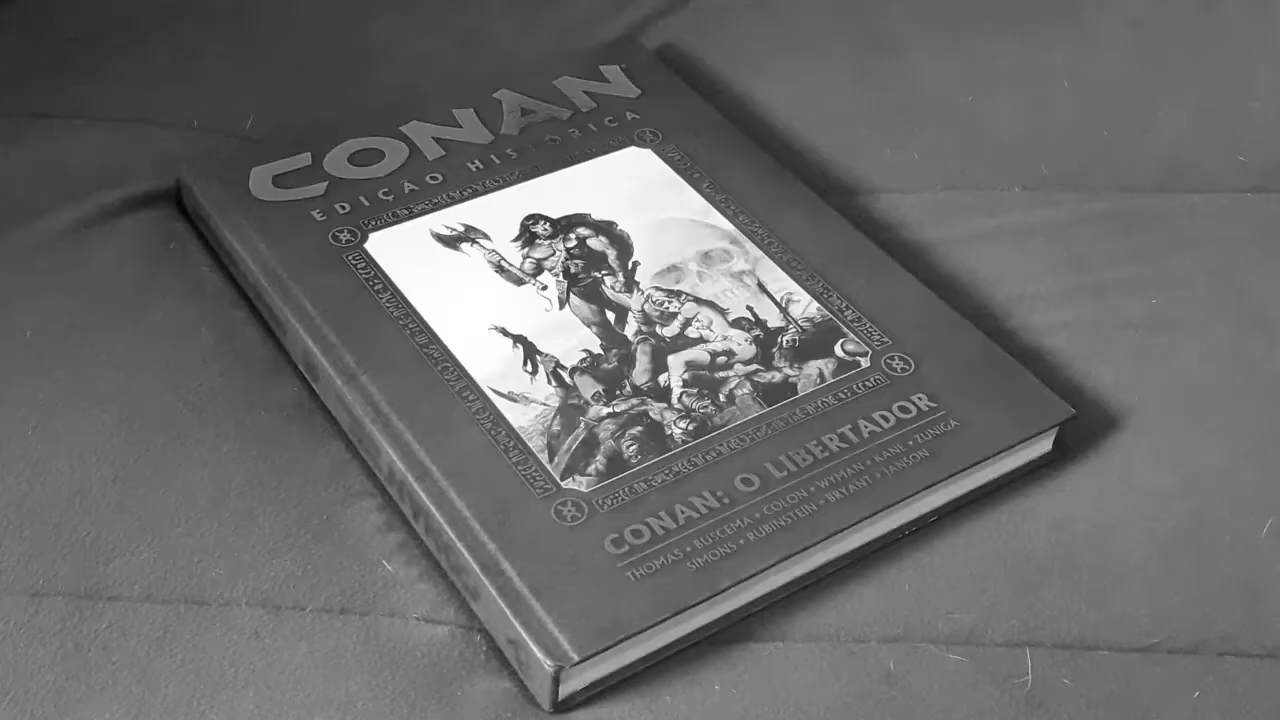 CONAN
EDIÇÃO HISTÓRICA
CONAN: O LIBERTADOR
THOMAS • BUSCEMA • COLON • WYMAN • KANE • ZUNIGA
SIMONS • RUBINSTEIN • BRYANT • JANSON